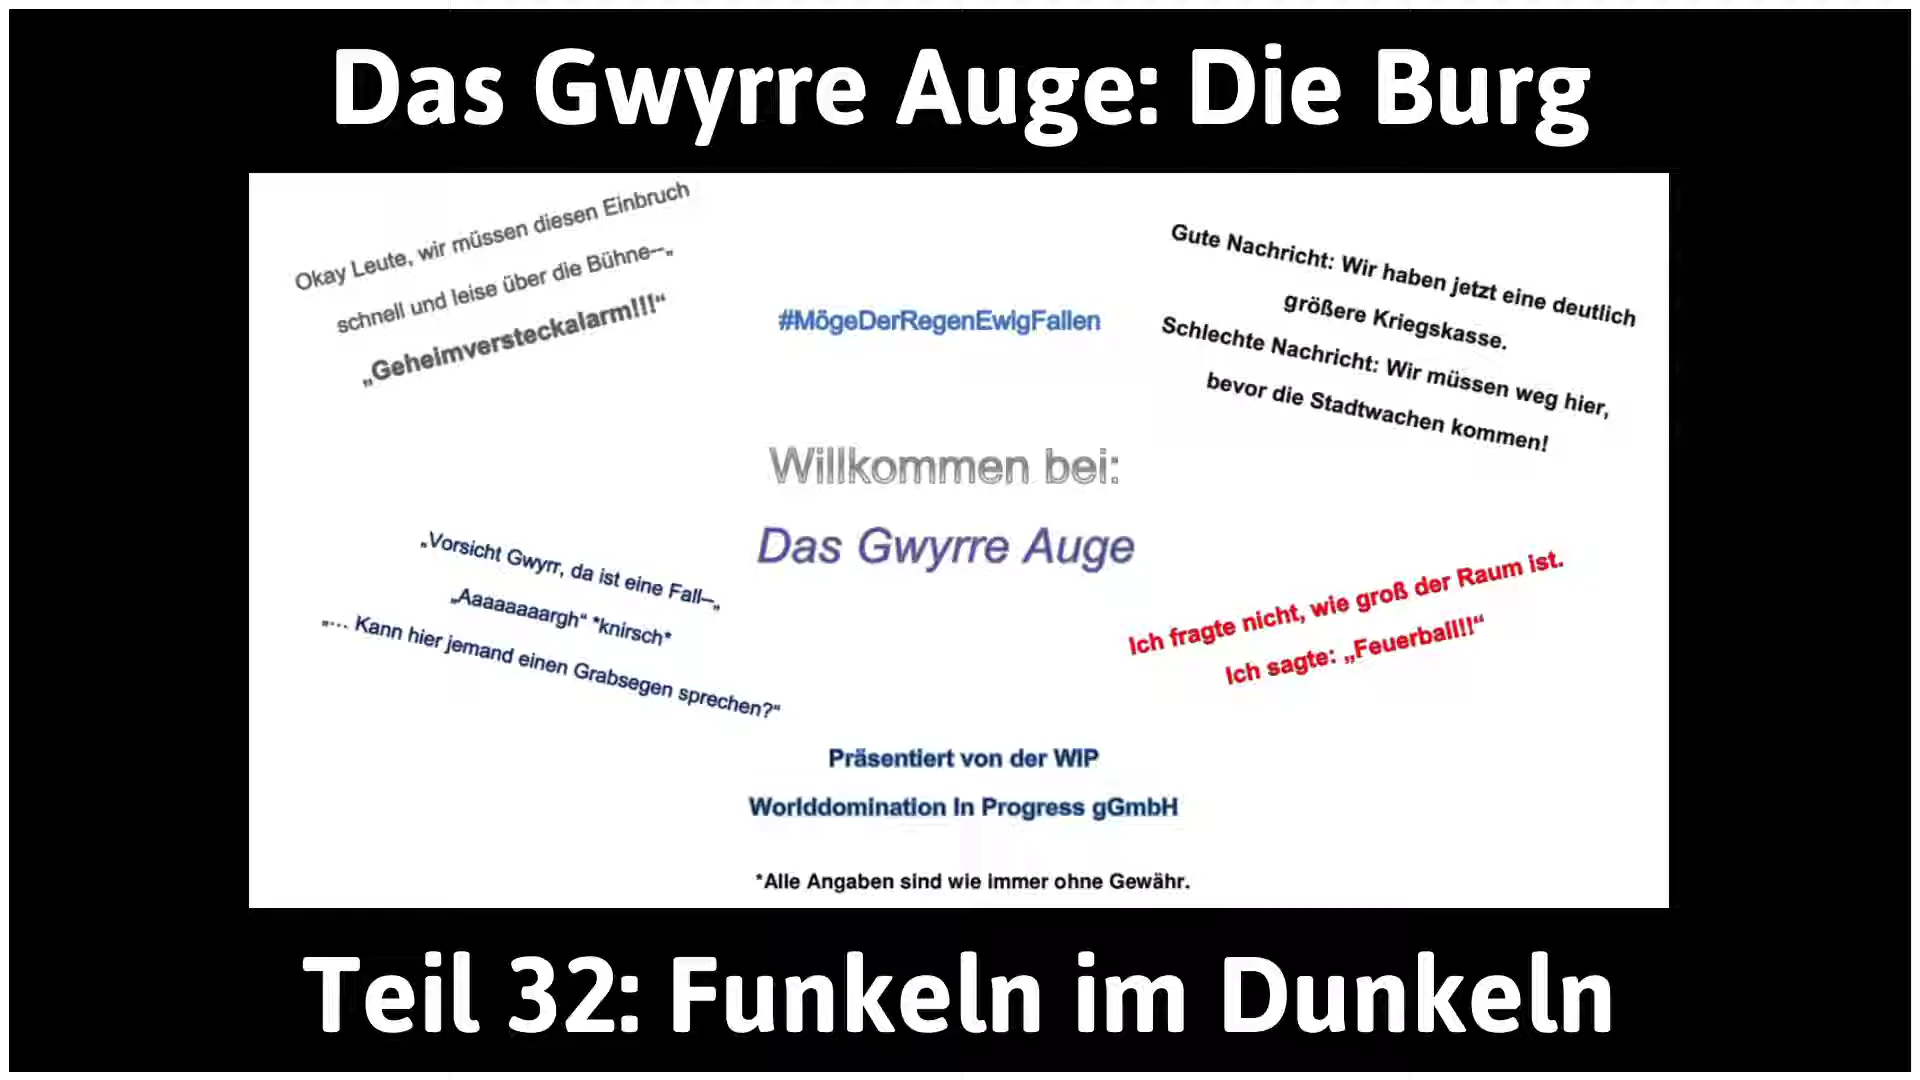 Das Gwyrre Auge: Die Burg
Okay Leute, wir müssen diesen Einbruch
schnell und leise über die Bühne--„
„Geheimversteckalarm!!!“
#MögeDerRegenEwigFallen
Gute Nachricht: Wir haben jetzt eine deutlich
größere Kriegskasse.
Schlechte Nachricht: Wir müssen weg hier,
bevor die Stadtwachen kommen!
Willkommen bei:
Das Gwyrre Auge
„Vorsicht Gwyrr, da ist eine Fall–„
„Aaaaaaaargh“ *knirsch*
„… Kann hier jemand einen Grabsegen sprechen?“
Ich fragte nicht, wie groß der Raum ist.
Ich sagte: „Feuerball!!“
Präsentiert von der WIP
Worlddomination In Progress gGmbH
*Alle Angaben sind wie immer ohne Gewähr.
Teil 32: Funkeln im Dunkeln